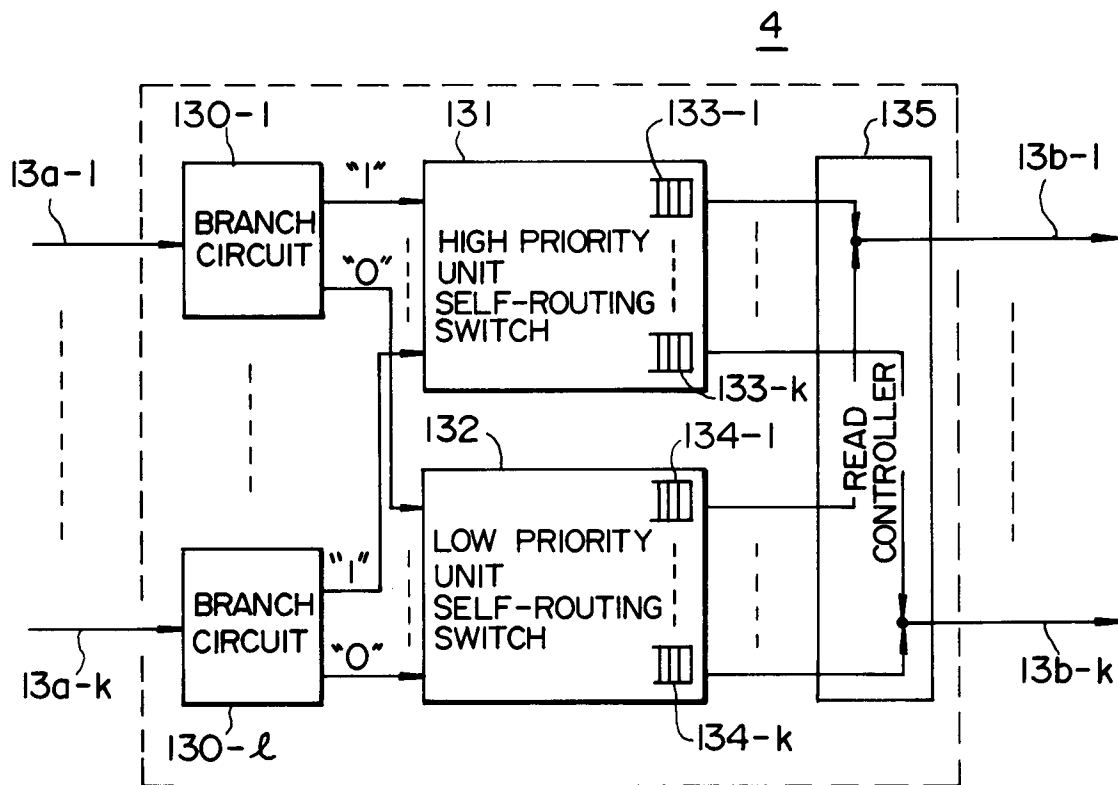 4
130-1
131
133-1
135
13a-1
13b-1
"1"
BRANCH
CIRCUIT
HIGH PRIORITY
UNIT
SELF-ROUTING
SWITCH
"0"
133-k
132
134-1
READ
CONTROLLER
LOW PRIORITY
UNIT
SELF-ROUTING
SWITCH
"1"
BRANCH
CIRCUIT
"0"
13a-k
13b-k
130-ℓ
134-k